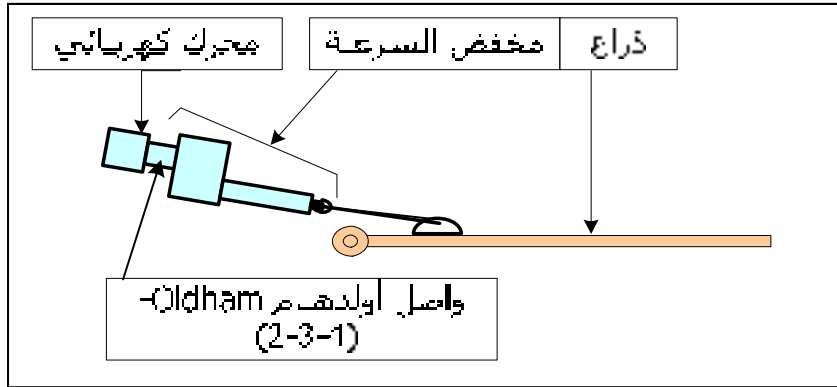 ذراع
مخفض السرعة
محرك كهربائي
واصل أولدهم Oldham-
(2-3-1)